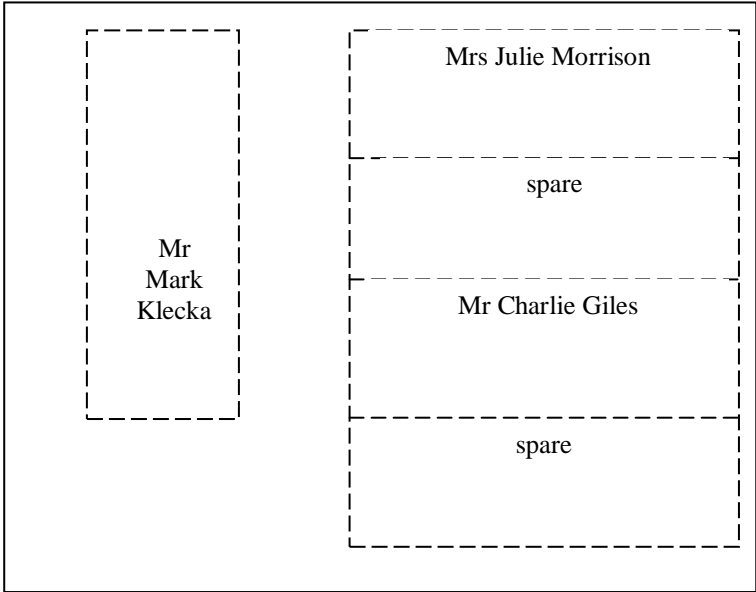 Mr
Mark
Klecka
Mrs Julie Morrison
spare
Mr Charlie Giles
spare